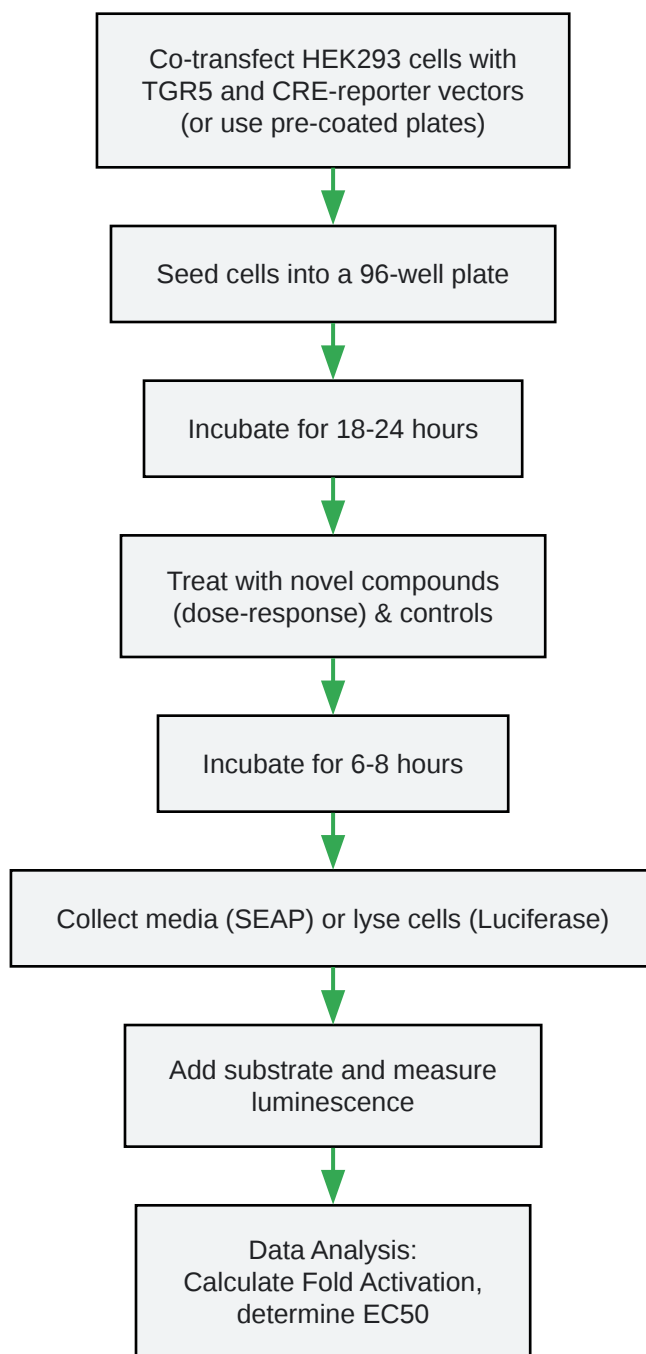 Co-transfect HEK293 cells with
TGR5 and CRE-reporter vectors
(or use pre-coated plates)
Seed cells into a 96-well plate
Incubate for 18-24 hours
Treat with novel compounds
(dose-response) & controls
Incubate for 6-8 hours
Collect media (SEAP) or lyse cells (Luciferase)
Add substrate and measure
luminescence
Data Analysis:
Calculate Fold Activation,
determine EC50